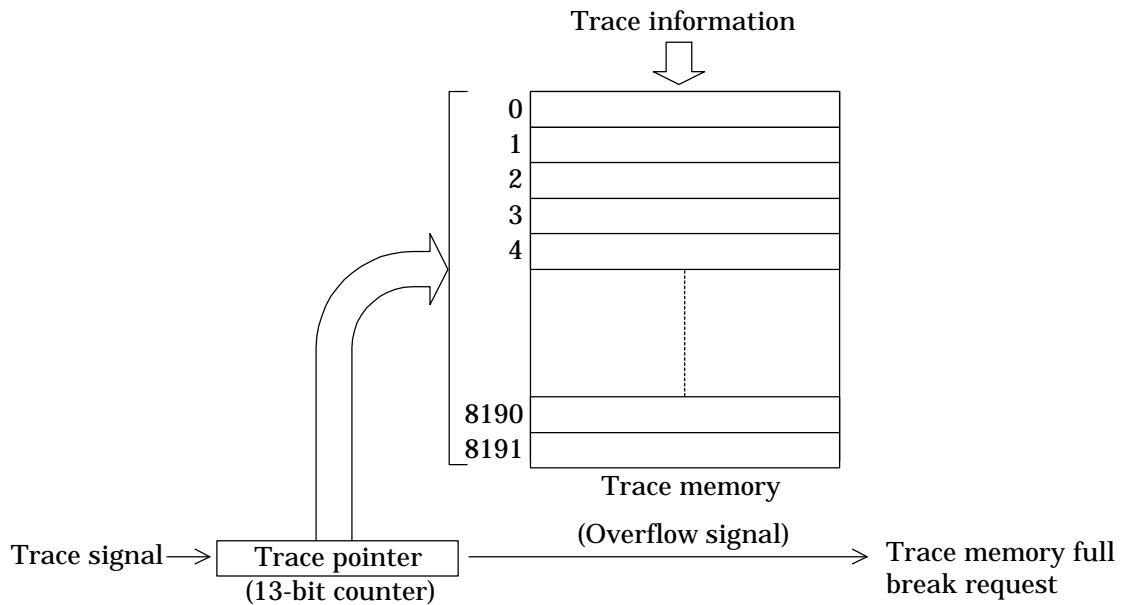 Trace information
0
1
2
3
4
8190
8191
Trace memory
(Overflow signal)
Trace signal
Trace pointer
(13-bit counter)
Trace memory full
break request